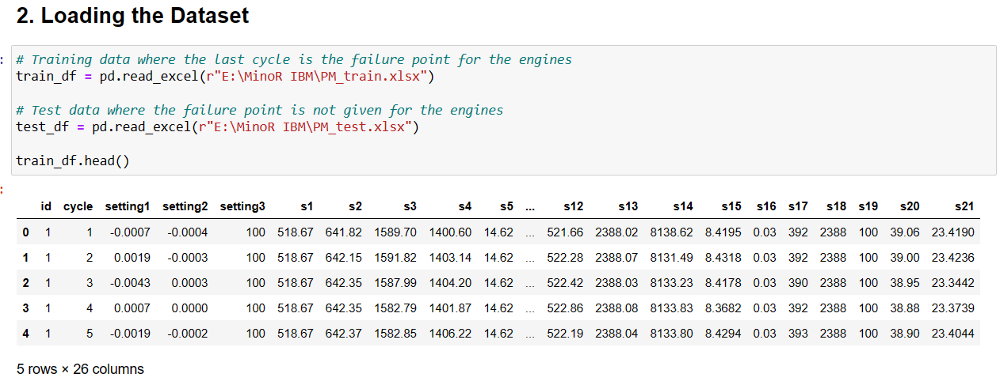 2. Loading the Dataset
: # Training data where the last cycle is the failure point for the engines
train_df = pd.read_excel(r"E:\MinoR IBM\PM_train.xlsx")
# Test data where the failure point is not given for the engines
test_df = pd.read_excel(r"E:\MinoR IBM\PM_test.xlsx")
train_df.head()
:
id cycle setting1 setting2 setting3 s1 s2 s3 s4 s5 ... s12 s13 s14 s15 s16 s17 s18 s19 s20 s21
0 1 1 -0.0007 -0.0004 100 518.67 641.82 1589.70 1400.60 14.62 ... 521.66 2388.02 8138.62 8.4195 0.03 392 2388 100 39.06 23.4190
1 1 2 0.0019 -0.0003 100 518.67 642.15 1591.82 1403.14 14.62 ... 522.28 2388.07 8131.49 8.4318 0.03 392 2388 100 39.00 23.4236
2 1 3 -0.0043 0.0003 100 518.67 642.35 1587.99 1404.20 14.62 ... 522.42 2388.03 8133.23 8.4178 0.03 390 2388 100 38.95 23.3442
3 1 4 0.0007 0.0000 100 518.67 642.35 1582.79 1401.87 14.62 ... 522.86 2388.08 8133.83 8.3682 0.03 392 2388 100 38.88 23.3739
4 1 5 -0.0019 -0.0002 100 518.67 642.37 1582.85 1406.22 14.62 ... 522.19 2388.04 8133.80 8.4294 0.03 393 2388 100 38.90 23.4044
5 rows × 26 columns